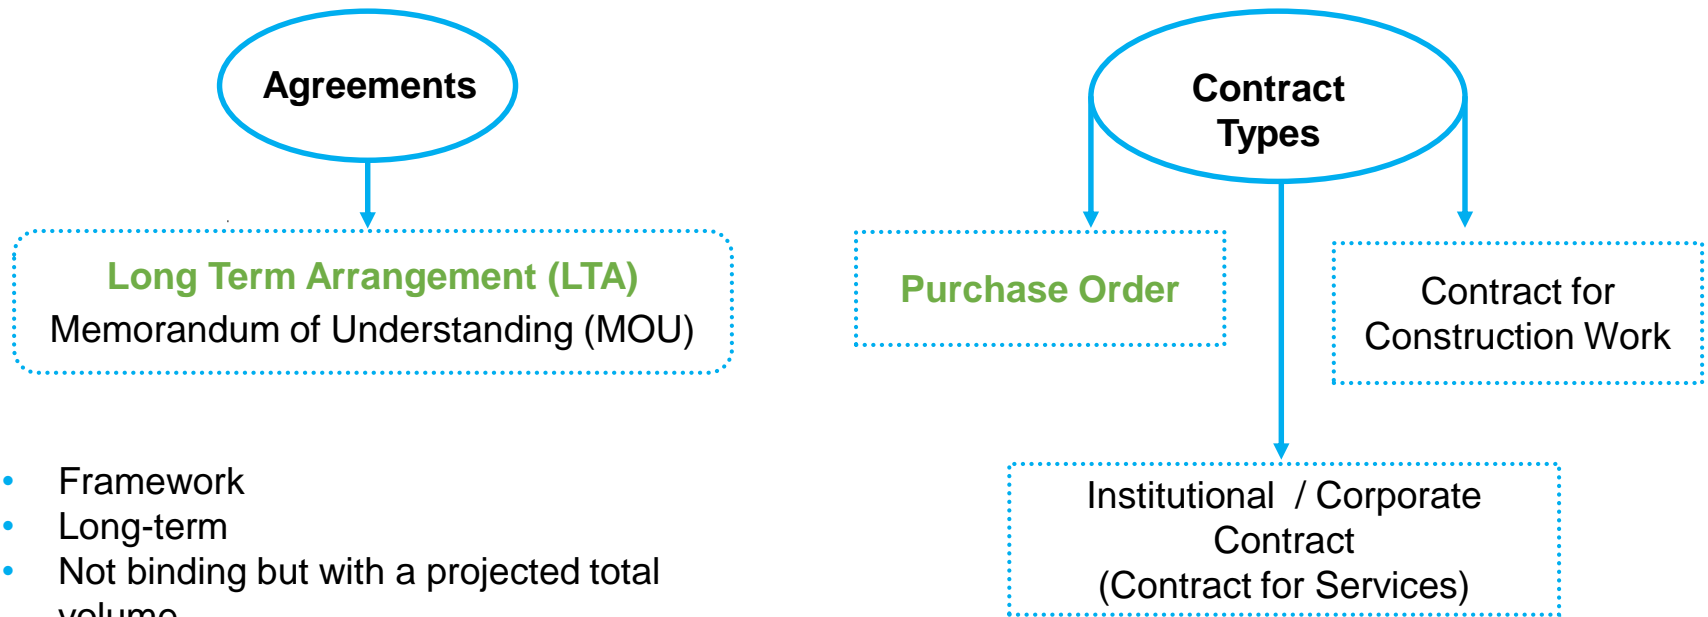 Agreements
Long Term Arrangement (LTA)
Memorandum of Understanding (MOU)
• Framework
• Long-term
• Not binding but with a projected total
volume
Contract
Types
Purchase Order
Contract for
Construction Work
Institutional / Corporate
Contract
(Contract for Services)